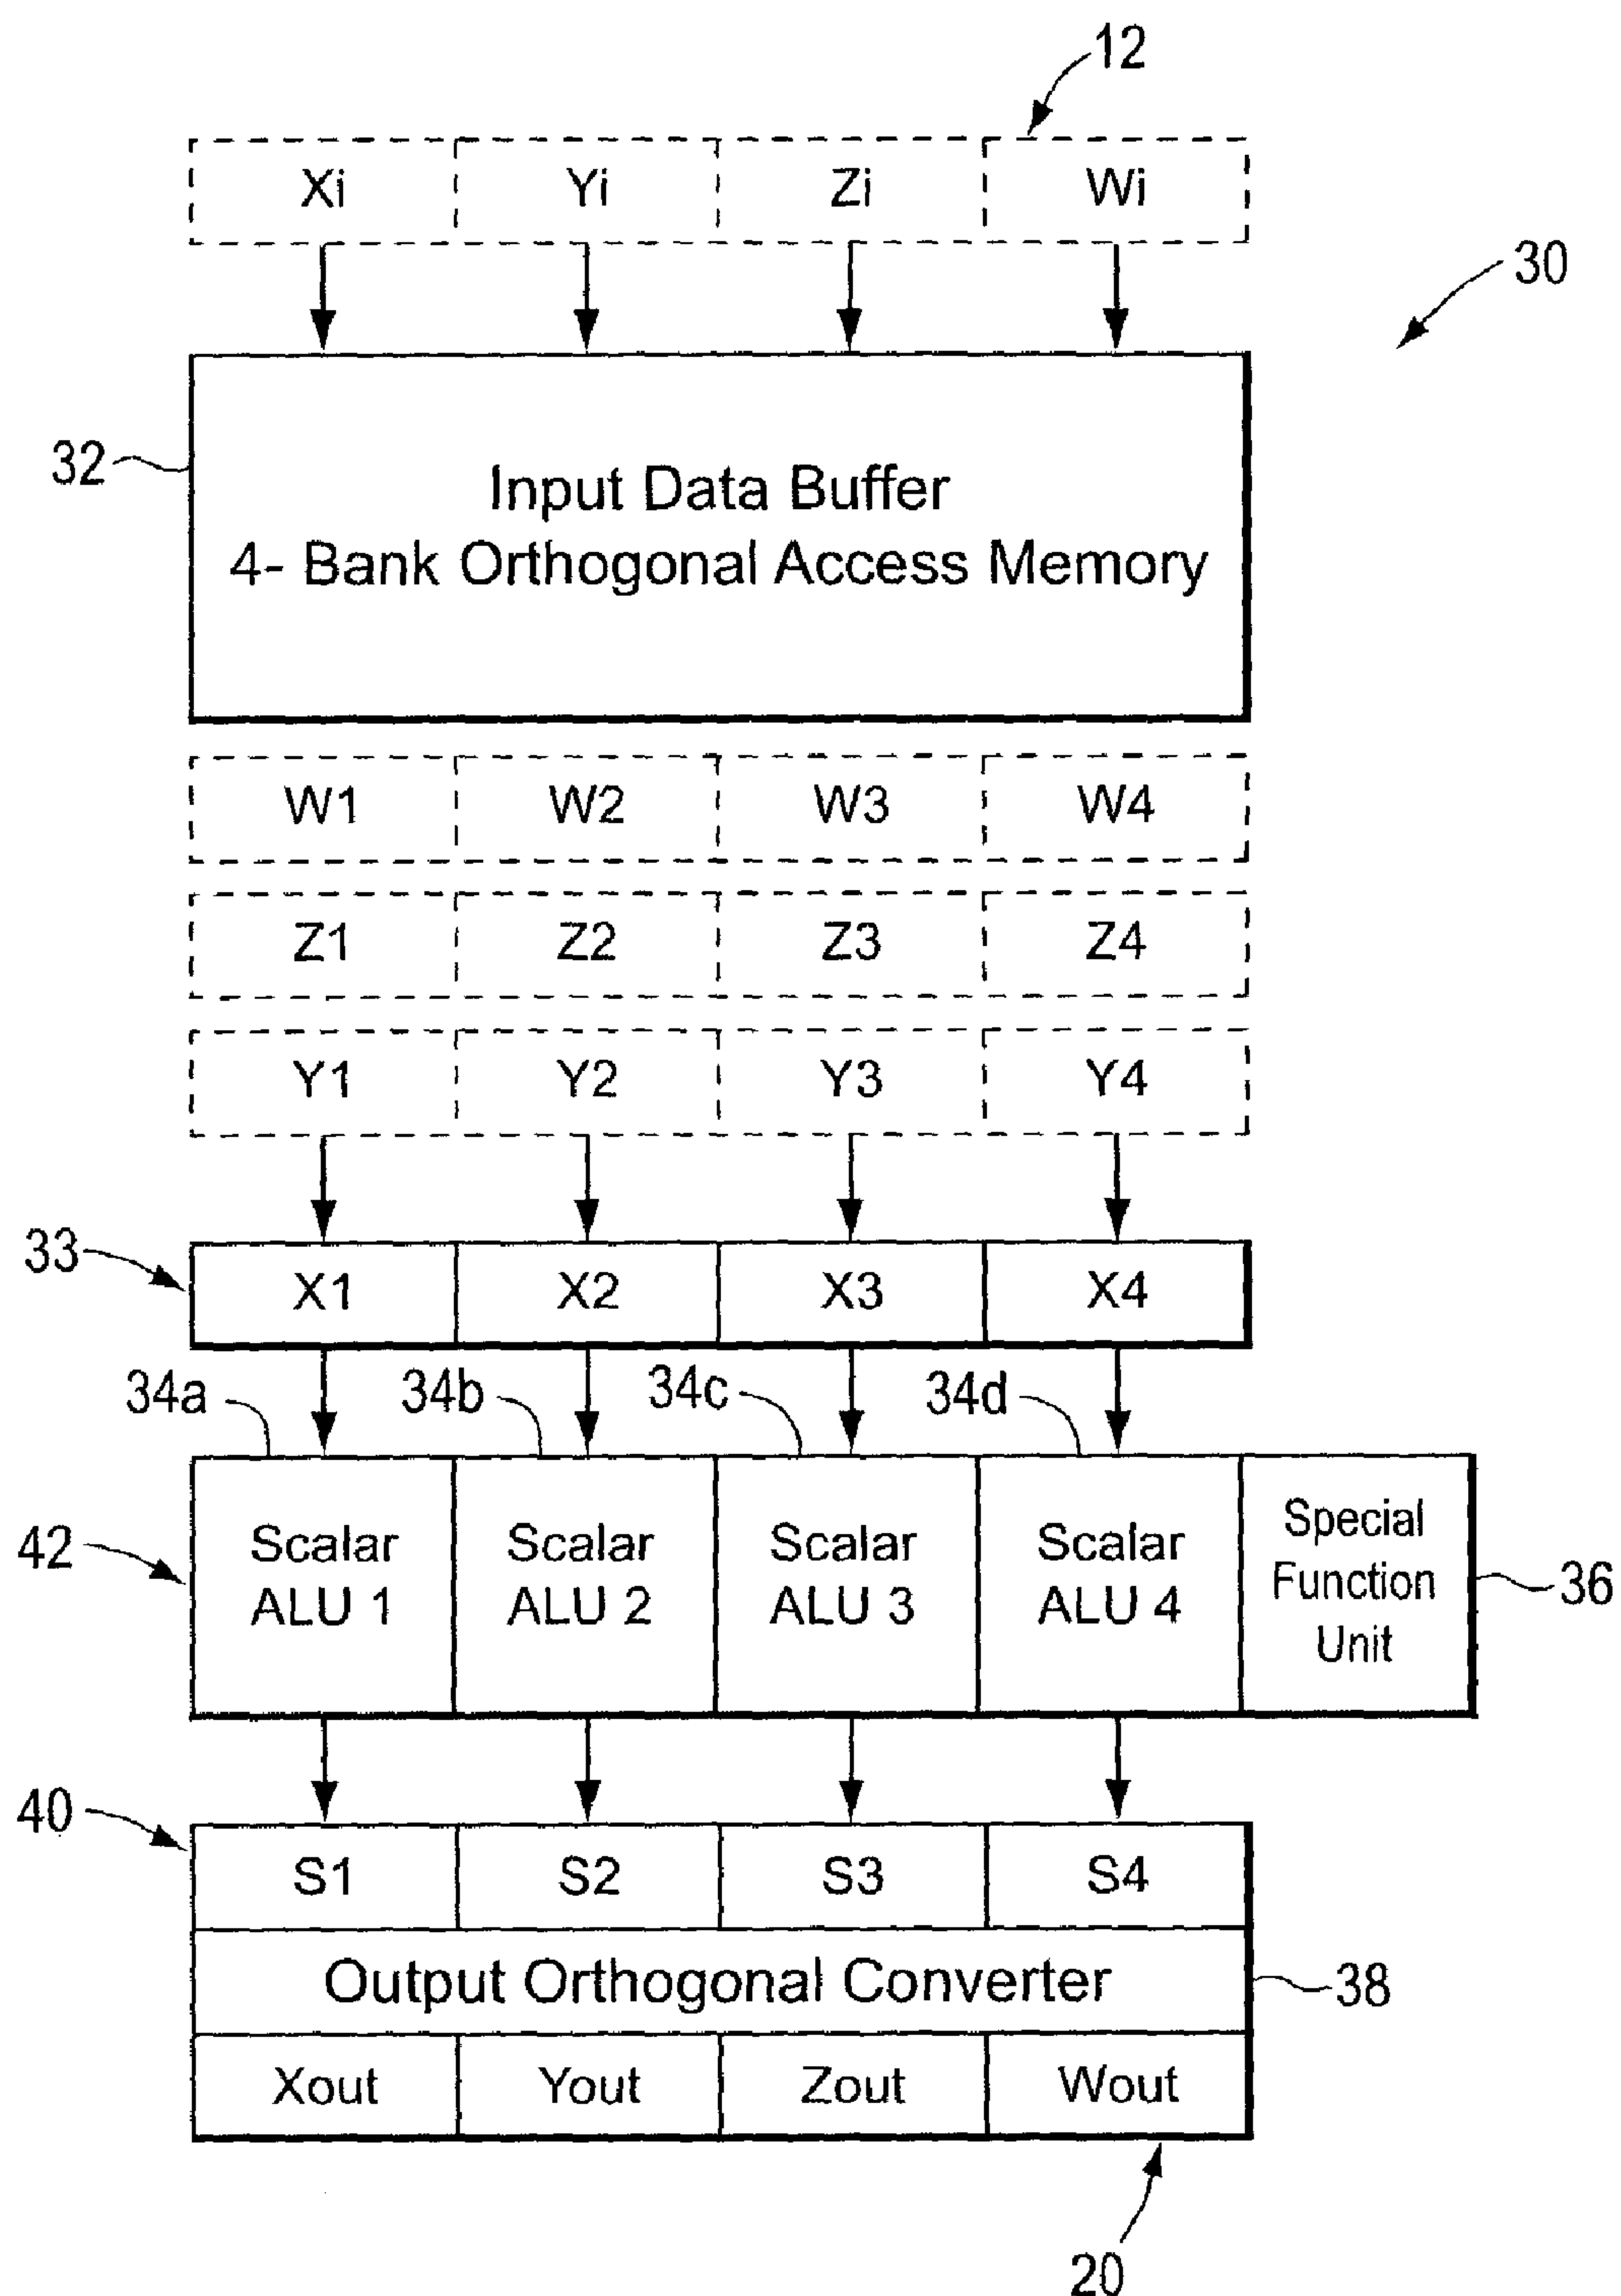 12
Xi Yi Zi Wi
30
32
Input Data Buffer
4- Bank Orthogonal Access Memory
W1 W2 W3 W4
Z1 Z2 Z3 Z4
Y1 Y2 Y3 Y4
33
X1 X2 X3 X4
34a 34b 34c 34d
42
Scalar ALU 1
Scalar ALU 2
Scalar ALU 3
Scalar ALU 4
Special
Function
Unit
36
40
S1 S2 S3 S4
Output Orthogonal Converter
38
Xout Yout Zout Wout
20